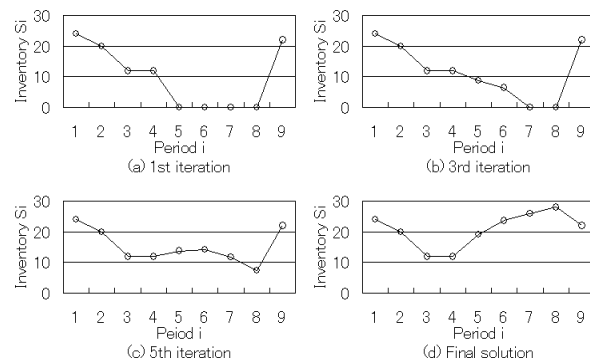 Inventory Si
30
20
10
0
1 2 3 4 5 6 7 8 9
Period i
(a) 1st iteration
Inventory Si
30
20
10
0
1 2 3 4 5 6 7 8 9
Period i
(b) 3rd iteration
Inventory Si
30
20
10
0
1 2 3 4 5 6 7 8 9
Period i
(c) 5th iteration
Inventory Si
30
20
10
0
1 2 3 4 5 6 7 8 9
Period i
(d) Final solution